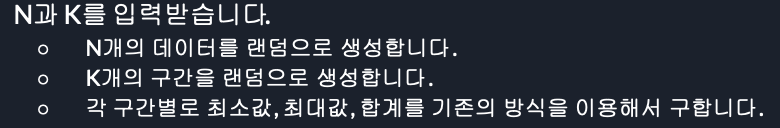 N과 K를 입력받습니다.
○ N개의 데이터를 랜덤으로 생성합니다.
○ K개의 구간을 랜덤으로 생성합니다.
○ 각 구간별로 최소값, 최대값, 합계를 기존의 방식을 이용해서 구합니다.